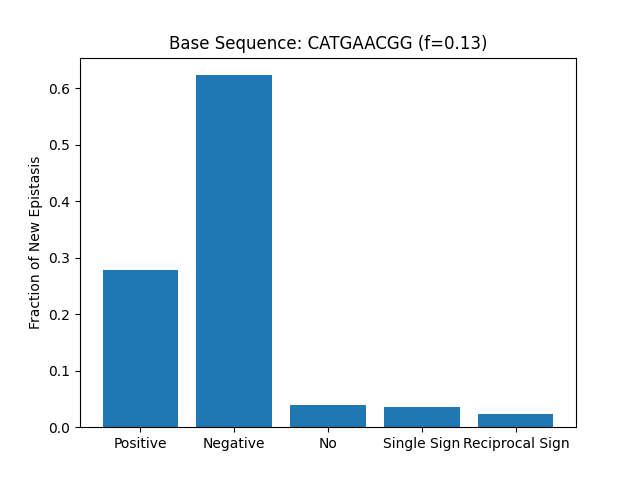 Base Sequence: CATGAACGG (f=0.13)
Fraction of New Epistasis
0.6
0.5
0.4
0.3
0.2
0.1
0.0
Positive Negative No Single Sign Reciprocal Sign